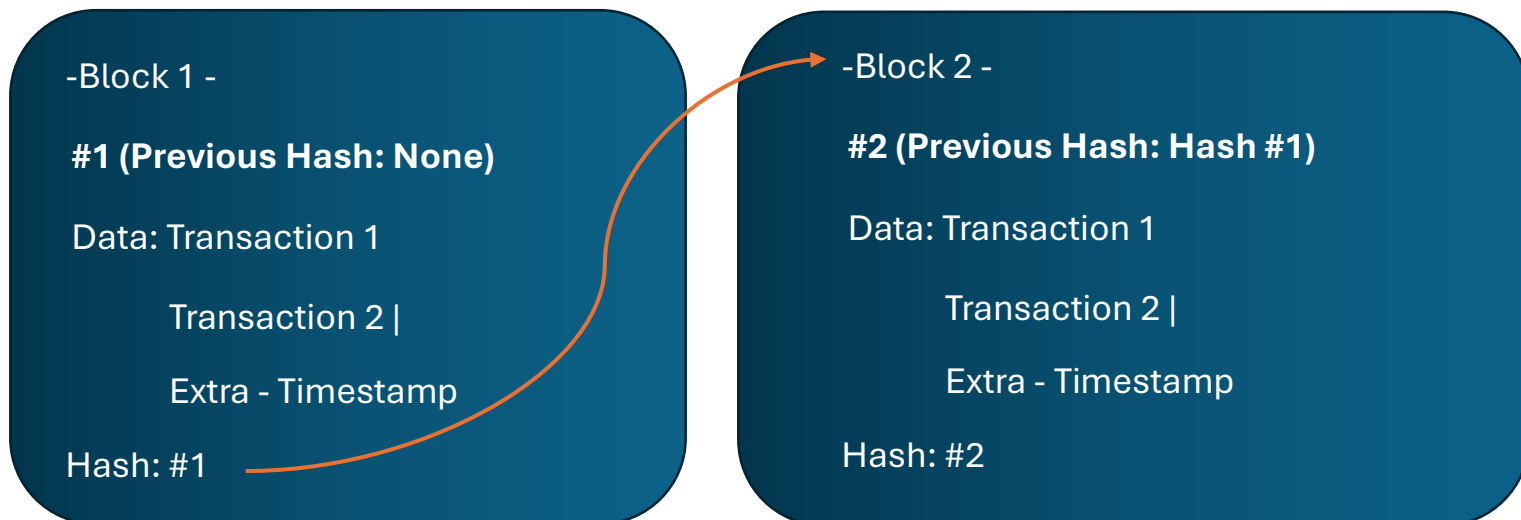 -Block 1 -
#1 (Previous Hash: None)
Data: Transaction 1
Transaction 2 |
Extra - Timestamp
Hash: #1
-Block 2 -
#2 (Previous Hash: Hash #1)
Data: Transaction 1
Transaction 2 |
Extra - Timestamp
Hash: #2